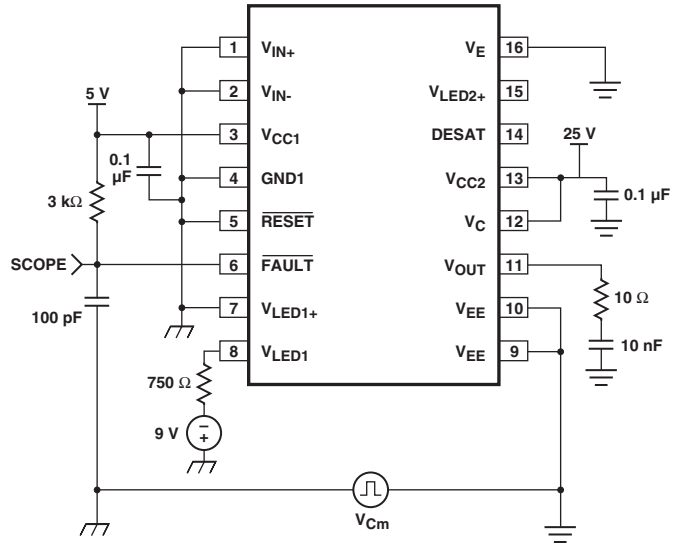 1 V_IN+ V_E 16
5 V 2 V_IN- V_LED2+ 15
3 V_CC1 DESAT 14
25 V
0.1 µF
4 GND1 V_CC2 13
0.1 µF
3 kΩ
5 RESET V_C 12
SCOPE 6 FAULT V_OUT 11
10 Ω
100 pF 7 V_LED1+ V_EE 10
10 nF
8 V_LED1 V_EE 9
750 Ω
9 V − +
V_Cm